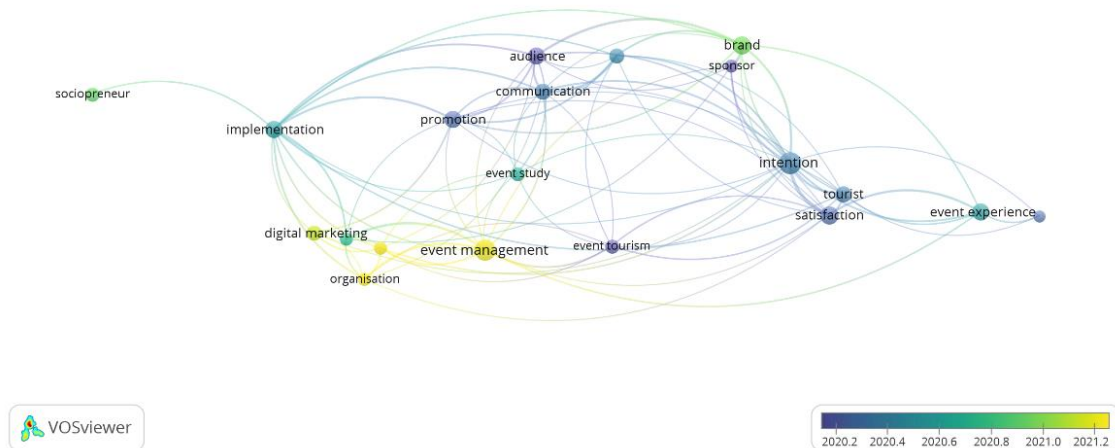 brand
audience
sponsor
communication
sociopreneur
promotion
implementation
intention
event study
tourist
event experience
satisfaction
digital marketing
event management
event tourism
organisation
VOSviewer
2020.2 2020.4 2020.6 2020.8 2021.0 2021.2